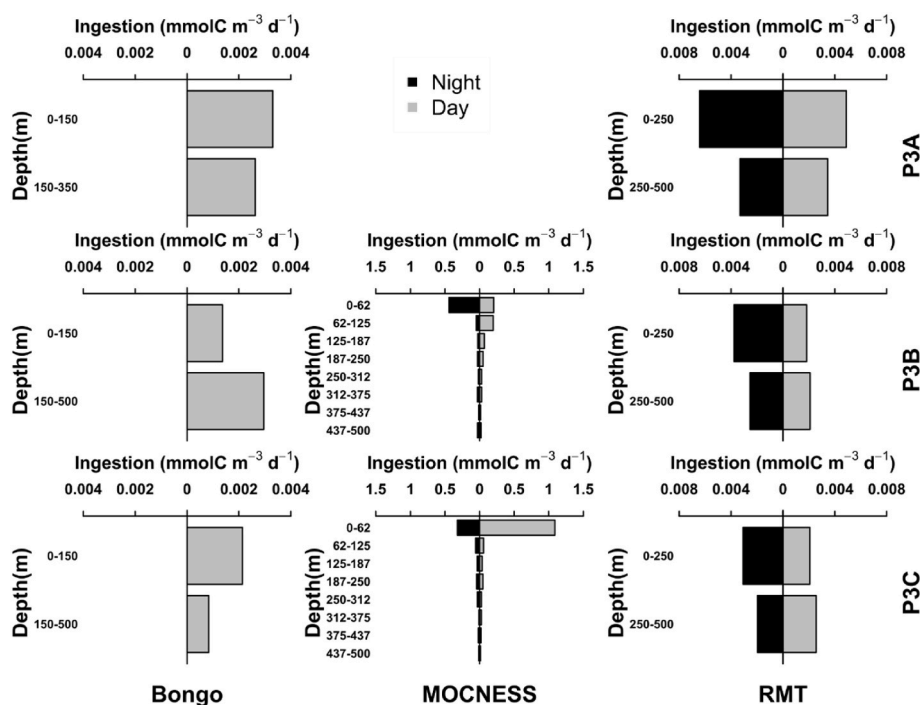 Ingestion (mmolC m⁻³ d⁻¹)
0.004 0.002 0 0.002 0.004
Depth(m)
0-150
150-350
Night
Day
Ingestion (mmolC m⁻³ d⁻¹)
0.008 0.004 0 0.004 0.008
Depth(m)
0-250
250-500
P3A
Ingestion (mmolC m⁻³ d⁻¹)
0.004 0.002 0 0.002 0.004
Depth(m)
0-150
150-500
Ingestion (mmolC m⁻³ d⁻¹)
1.5 1 0.5 0 0.5 1 1.5
Depth(m)
0-62
62-125
125-187
187-250
250-312
312-375
375-437
437-500
Ingestion (mmolC m⁻³ d⁻¹)
0.008 0.004 0 0.004 0.008
Depth(m)
0-250
250-500
P3B
Ingestion (mmolC m⁻³ d⁻¹)
0.004 0.002 0 0.002 0.004
Depth(m)
0-150
150-500
Ingestion (mmolC m⁻³ d⁻¹)
1.5 1 0.5 0 0.5 1 1.5
Depth(m)
0-62
62-125
125-187
187-250
250-312
312-375
375-437
437-500
Ingestion (mmolC m⁻³ d⁻¹)
0.008 0.004 0 0.004 0.008
Depth(m)
0-250
250-500
P3C
Bongo
MOCNESS
RMT